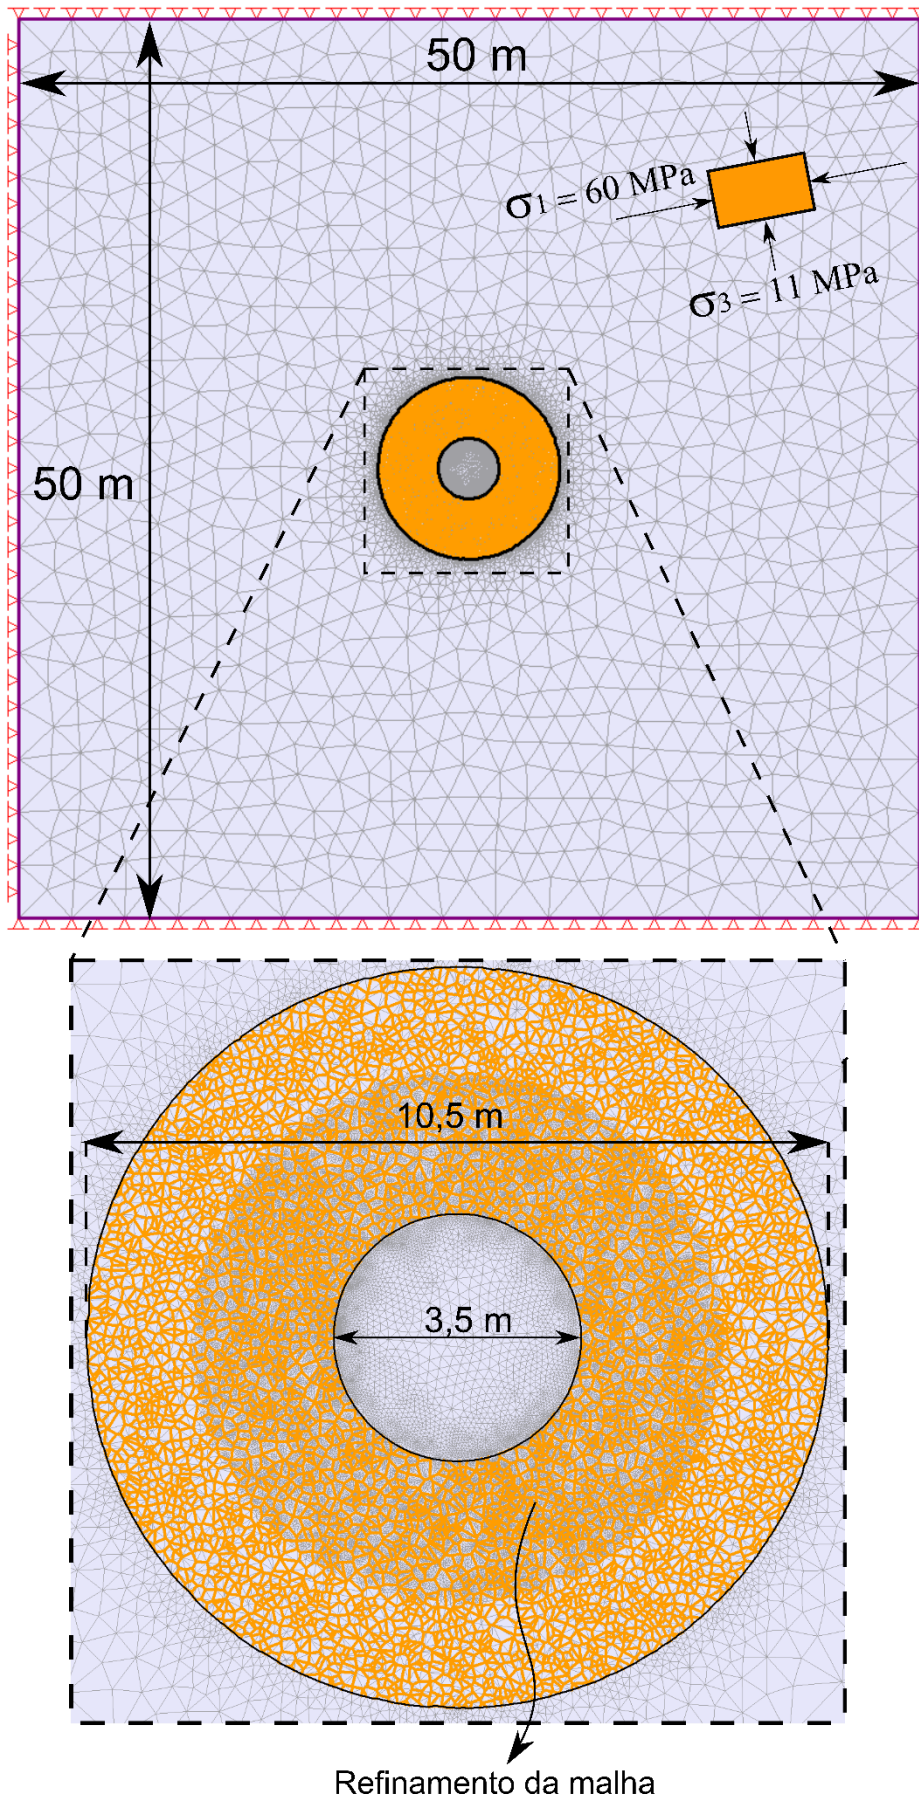 50 m
σ1 = 60 MPa
σ3 = 11 MPa
50 m
10,5 m
3,5 m
Refinamento da malha